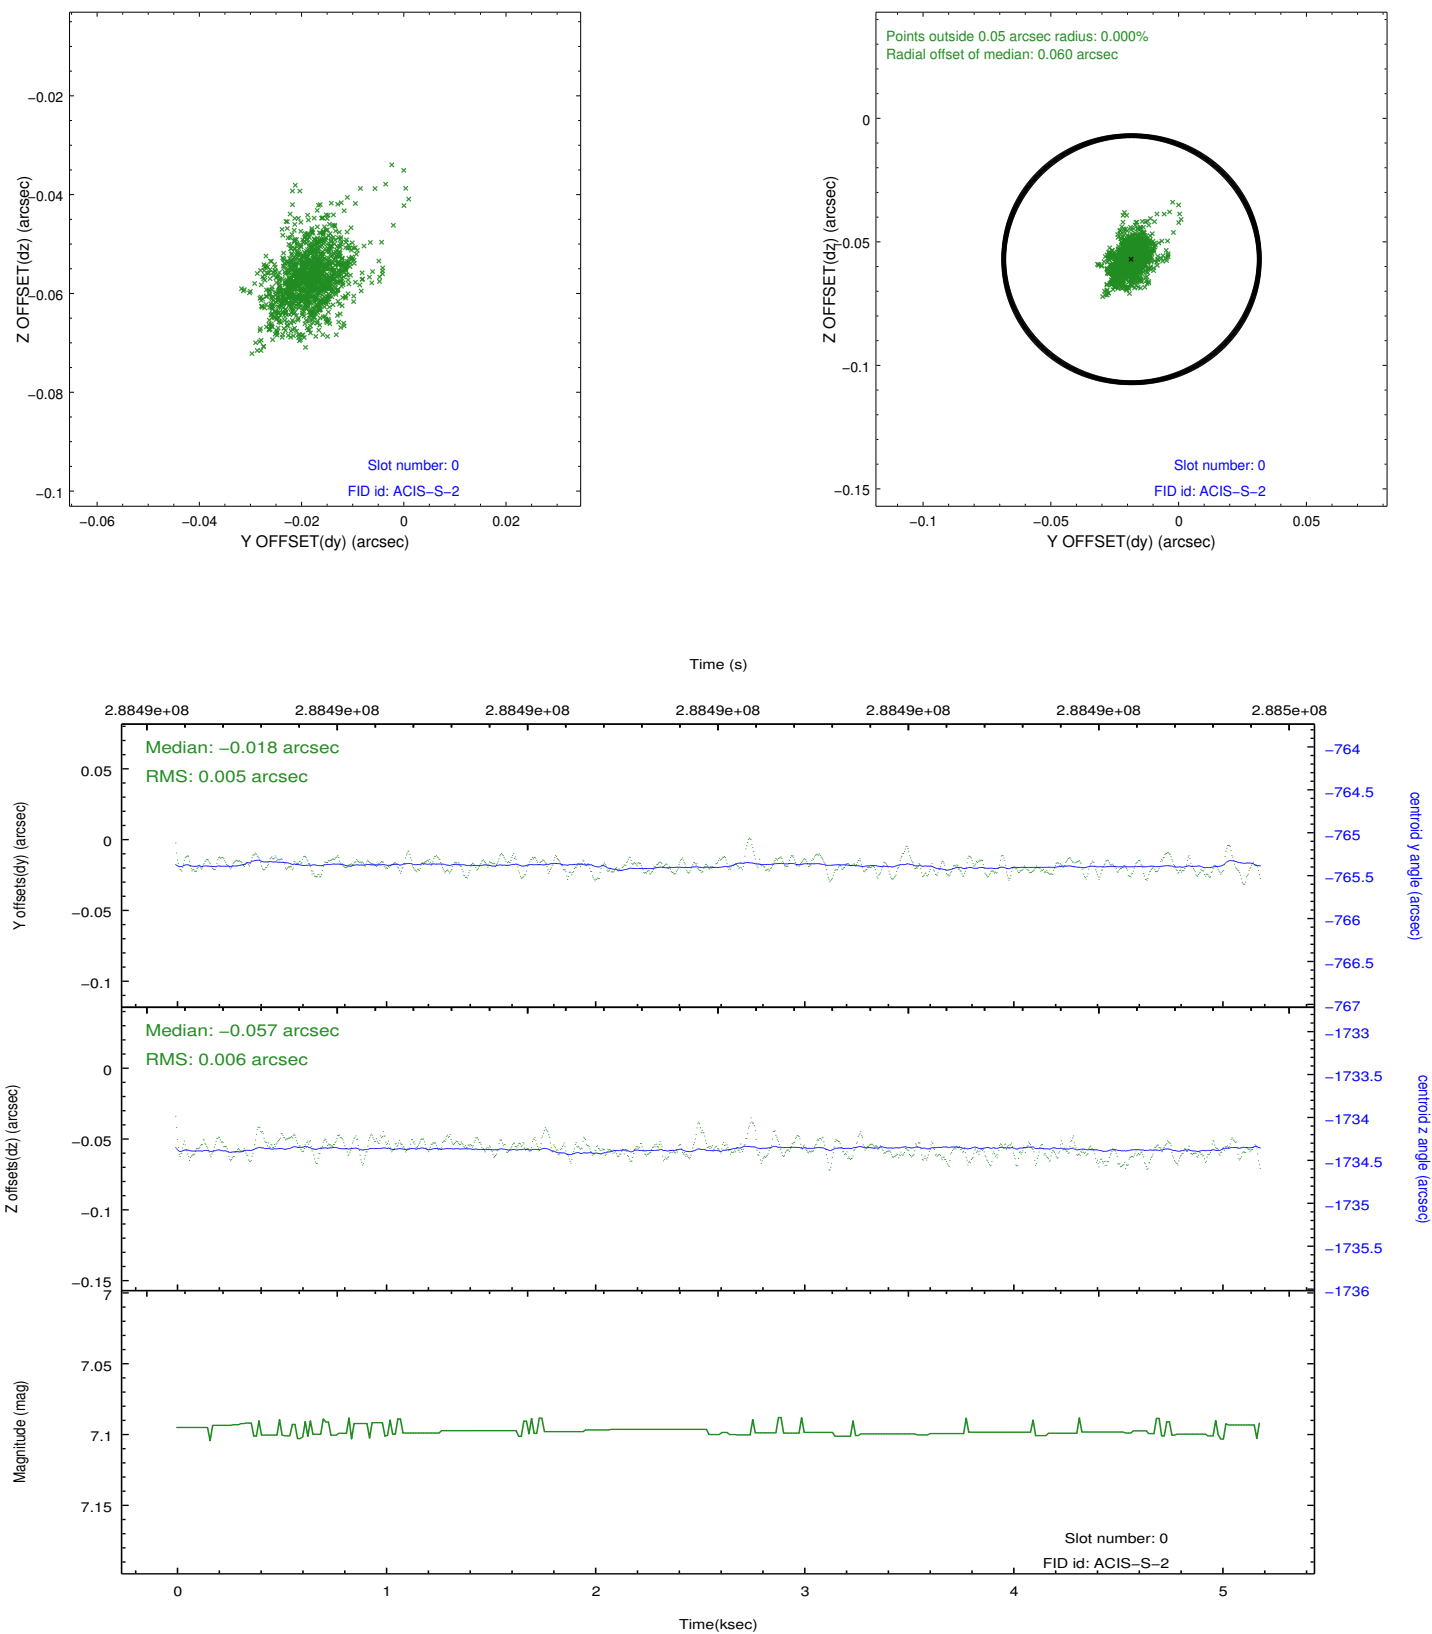 −0.02
−0.04
−0.06
−0.08
−0.1
Z OFFSET(dz) (arcsec)
Slot number: 0
FID id: ACIS−S−2
−0.06 −0.04 −0.02 0 0.02
Y OFFSET(dy) (arcsec)
Points outside 0.05 arcsec radius: 0.000%
Radial offset of median: 0.060 arcsec
0
−0.05
−0.1
−0.15
Z OFFSET(dz) (arcsec)
Slot number: 0
FID id: ACIS−S−2
−0.1 −0.05 0 0.05
Y OFFSET(dy) (arcsec)
Time (s)
2.8849e+08 2.8849e+08 2.8849e+08 2.8849e+08 2.8849e+08 2.8849e+08 2.885e+08
Median: −0.018 arcsec
RMS: 0.005 arcsec
0.05
0
−0.05
−0.1
Y offsets(dy) (arcsec)
−764
−764.5
−765
−765.5
−766
−766.5
−767
centroid y angle (arcsec)
Median: −0.057 arcsec
RMS: 0.006 arcsec
0
−0.05
−0.1
−0.15
Z offsets(dz) (arcsec)
−1733
−1733.5
−1734
−1734.5
−1735
−1735.5
−1736
centroid z angle (arcsec)
7
7.05
7.1
7.15
Magnitude (mag)
Slot number: 0
FID id: ACIS−S−2
0 1 2 3 4 5
Time(ksec)